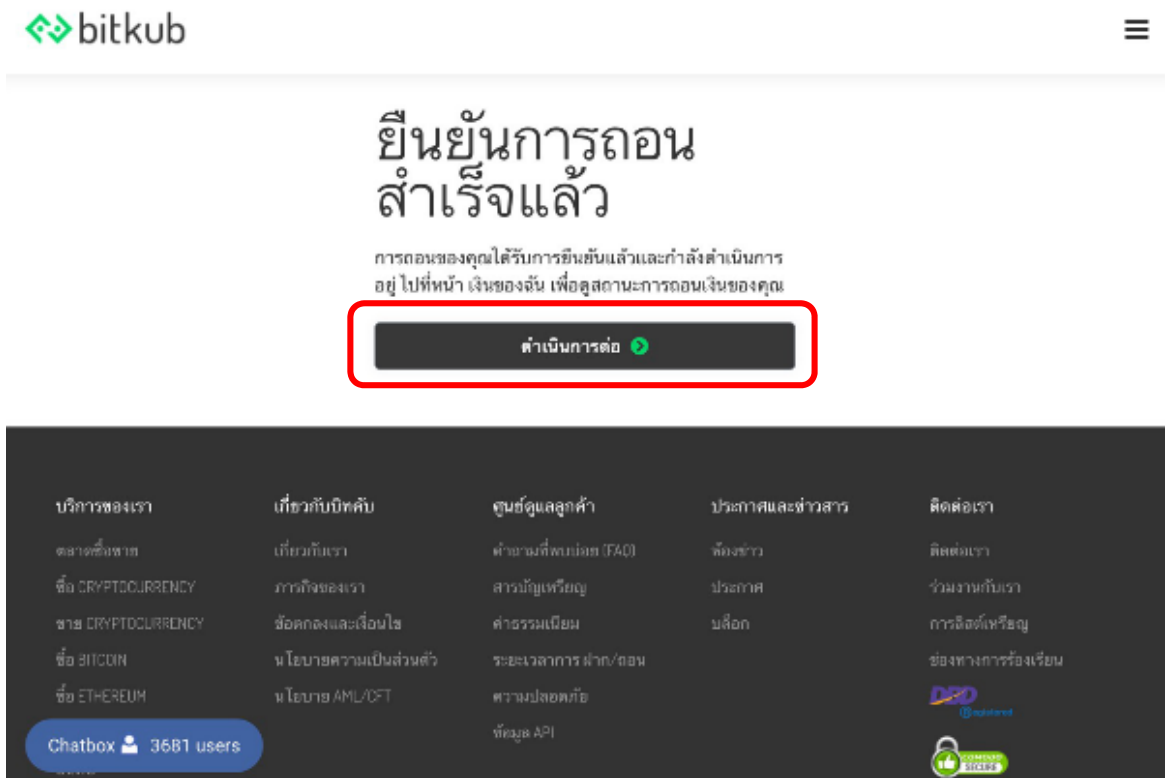 bitkub
ยืนยันการถอน
สำเร็จแล้ว
การถอนของคุณได้รับการยืนยันแล้วและกำลังดำเนินการ
อยู่ ไปที่หน้า เงินของฉัน เพื่อดูสถานะการถอนเงินของคุณ
ดำเนินการต่อ
บริการของเรา
ตลาดซื้อขาย
ซื้อ CRYPTOCURRENCY
ขาย CRYPTOCURRENCY
ซื้อ BITCOIN
ซื้อ ETHEREUM
เกี่ยวกับบิทคับ
เกี่ยวกับเรา
ภารกิจของเรา
ข้อตกลงและเงื่อนไข
นโยบายความเป็นส่วนตัว
นโยบาย AML/CFT
ศูนย์ดูแลลูกค้า
คำถามที่พบบ่อย (FAQ)
สารบัญเหรียญ
ค่าธรรมเนียม
ระยะเวลาการ ฝาก/ถอน
ความปลอดภัย
ข้อมูล API
ประกาศและข่าวสาร
ห้องข่าว
ประกาศ
บล็อก
ติดต่อเรา
ติดต่อเรา
ร่วมงานกับเรา
การลิสต์เหรียญ
ช่องทางการร้องเรียน
DBD
Registered
SECURE
Chatbox 3681 users